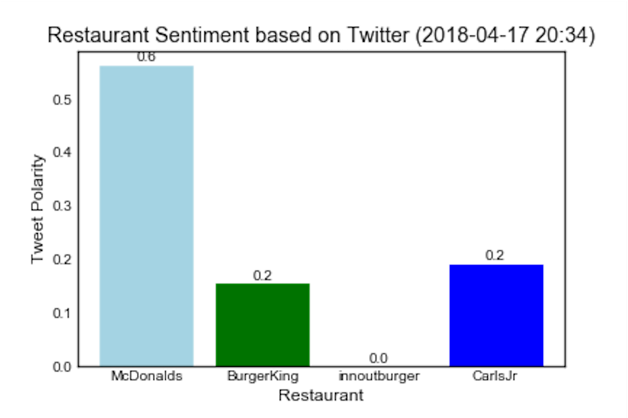 Restaurant Sentiment based on Twitter (2018-04-17 20:34)
0.6
0.5
0.4
0.3
0.2
0.1
0.0
Tweet Polarity
0.2
0.0
0.2
McDonalds BurgerKing innoutburger CarlsJr
Restaurant